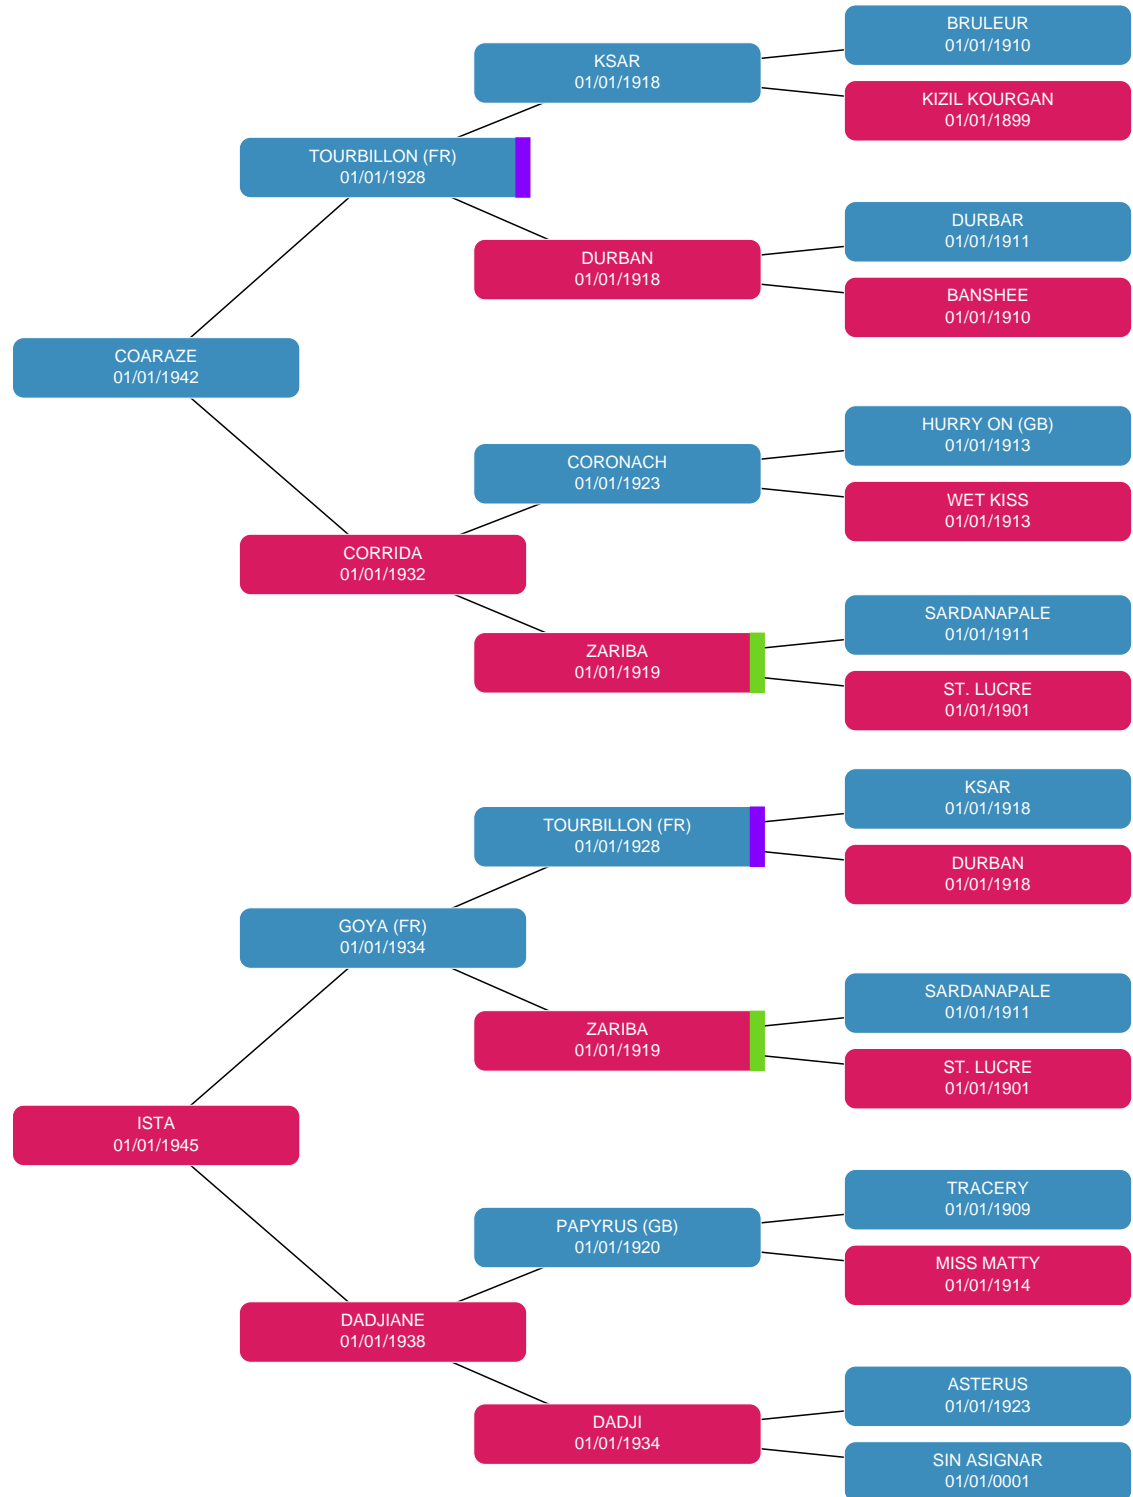 BRULEUR
01/01/1910
KSAR
01/01/1918
KIZIL KOURGAN
01/01/1899
TOURBILLON (FR)
01/01/1928
DURBAR
01/01/1911
DURBAN
01/01/1918
BANSHEE
01/01/1910
COARAZE
01/01/1942
HURRY ON (GB)
01/01/1913
CORONACH
01/01/1923
WET KISS
01/01/1913
CORRIDA
01/01/1932
SARDANAPALE
01/01/1911
ZARIBA
01/01/1919
ST. LUCRE
01/01/1901
KSAR
01/01/1918
TOURBILLON (FR)
01/01/1928
DURBAN
01/01/1918
GOYA (FR)
01/01/1934
SARDANAPALE
01/01/1911
ZARIBA
01/01/1919
ST. LUCRE
01/01/1901
ISTA
01/01/1945
TRACERY
01/01/1909
PAPYRUS (GB)
01/01/1920
MISS MATTY
01/01/1914
DADJIANE
01/01/1938
ASTERUS
01/01/1923
DADJI
01/01/1934
SIN ASIGNAR
01/01/0001